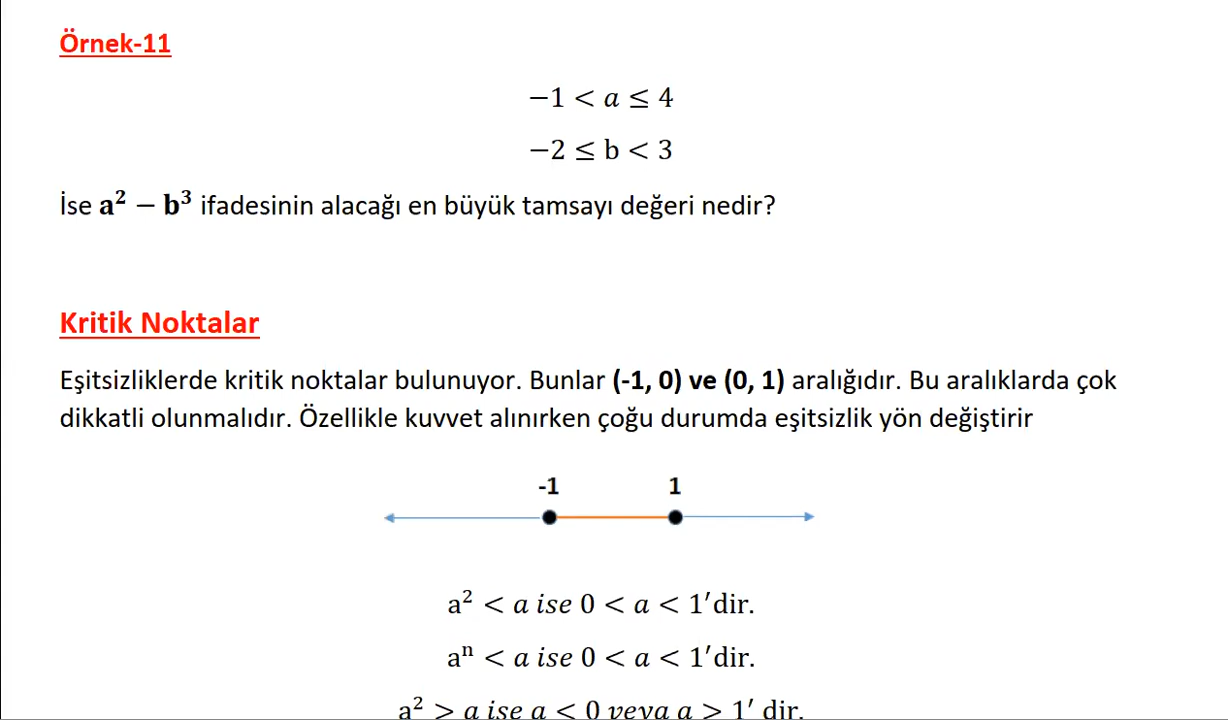 Örnek-11
−1 < a ≤ 4
−2 ≤ b < 3
İse a² − b³ ifadesinin alacağı en büyük tamsayı değeri nedir?
Kritik Noktalar
Eşitsizliklerde kritik noktalar bulunuyor. Bunlar (-1, 0) ve (0, 1) aralığıdır. Bu aralıklarda çok
dikkatli olunmalıdır. Özellikle kuvvet alınırken çoğu durumda eşitsizlik yön değiştirir
-1 1
a² < a ise 0 < a < 1′dir.
aⁿ < a ise 0 < a < 1′dir.
a² > a ise a < 0 veya a > 1′ dir.